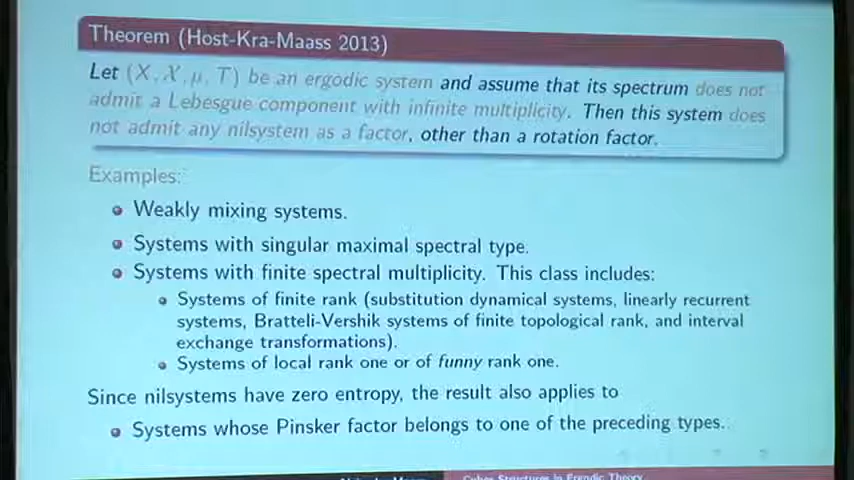 Theorem (Host-Kra-Maass 2013)
Let (X, 𝒳, μ, T) be an ergodic system and assume that its spectrum does not
admit a Lebesgue component with infinite multiplicity. Then this system does
not admit any nilsystem as a factor, other than a rotation factor.
Examples:
Weakly mixing systems.
Systems with singular maximal spectral type.
Systems with finite spectral multiplicity. This class includes:
Systems of finite rank (substitution dynamical systems, linearly recurrent
systems, Bratteli-Vershik systems of finite topological rank, and interval
exchange transformations).
Systems of local rank one or of funny rank one.
Since nilsystems have zero entropy, the result also applies to
Systems whose Pinsker factor belongs to one of the preceding types.
Structures in Ergodic Theory